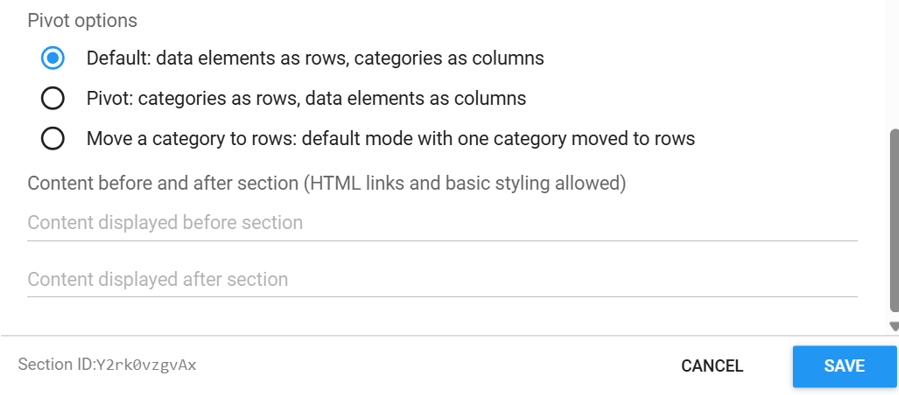 Pivot options
Default: data elements as rows, categories as columns
Pivot: categories as rows, data elements as columns
Move a category to rows: default mode with one category moved to rows
Content before and after section (HTML links and basic styling allowed)
Content displayed before section
Content displayed after section
Section ID:Y2rk0vzgvAx CANCEL SAVE